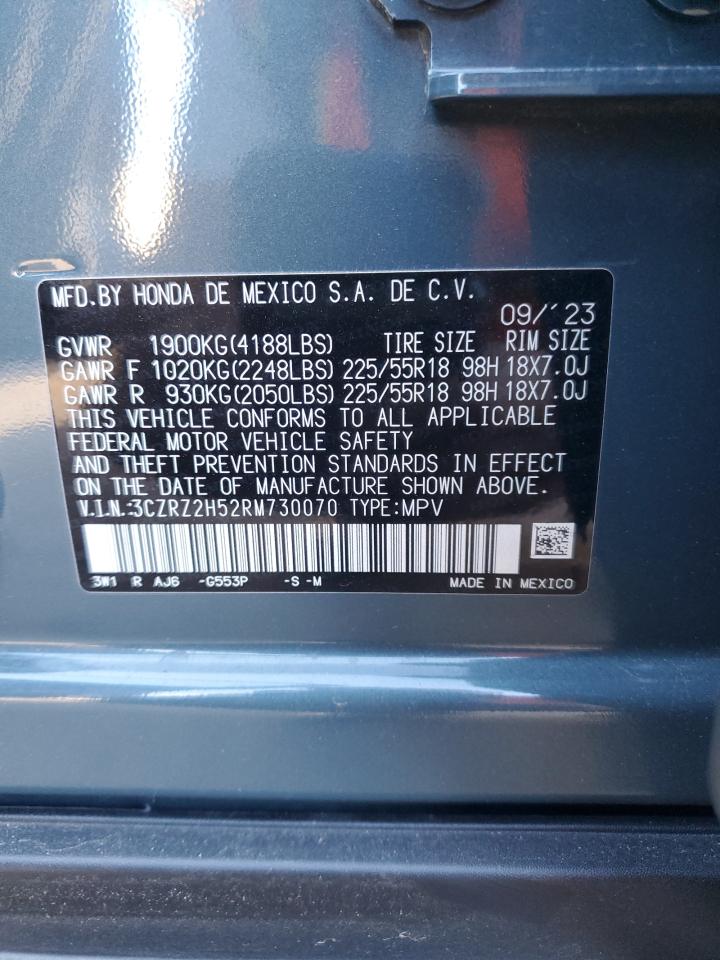 MFD.BY HONDA DE MEXICO S.A. DE C.V.
09/´23
GVWR 1900KG(4188LBS) TIRE SIZE RIM SIZE
GAWR F 1020KG(2248LBS) 225/55R18 98H 18X7.0J
GAWR R 930KG(2050LBS) 225/55R18 98H 18X7.0J
THIS VEHICLE CONFORMS TO ALL APPLICABLE
FEDERAL MOTOR VEHICLE SAFETY
AND THEFT PREVENTION STANDARDS IN EFFECT
ON THE DATE OF MANUFACTURE SHOWN ABOVE.
V.I.N.:3CZRZ2H52RM730070 TYPE:MPV
3W1 R AJ6 -G553P -S -M MADE IN MEXICO